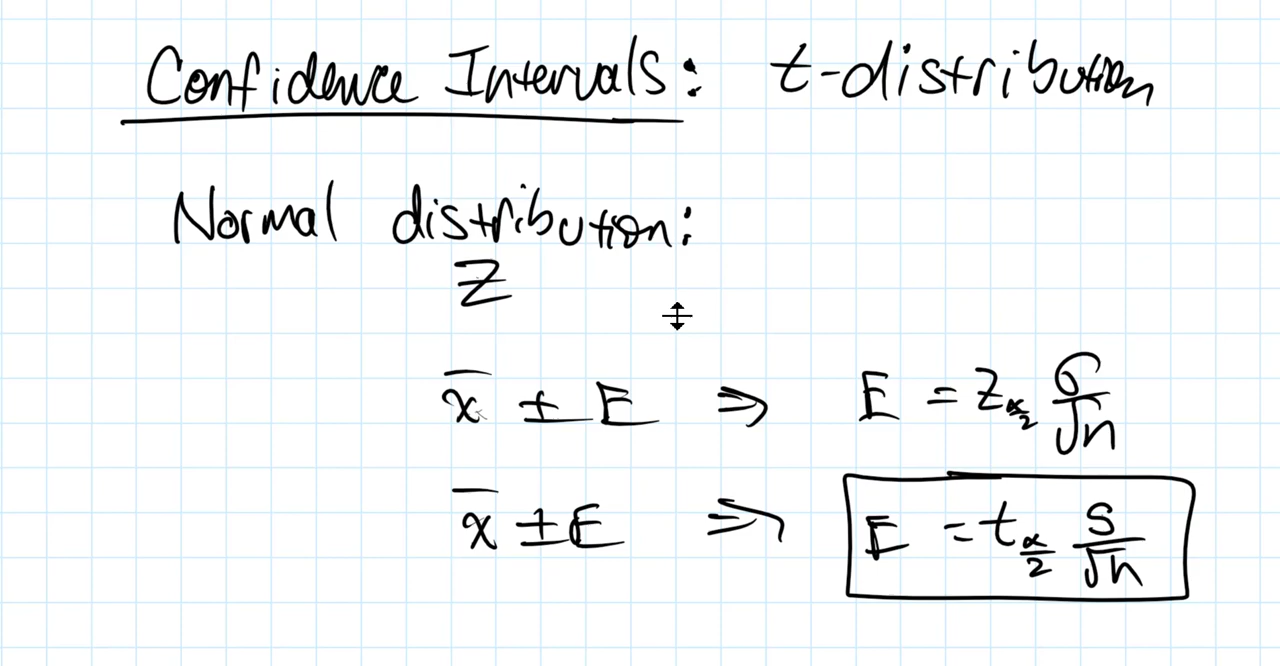 Confidence Intervals: t-distribution
Normal distribution:
Z
x̄ ± E ⇒ E = Z_{α/2} σ/√n
x̄ ± E ⇒ E = t_{α/2} s/√n